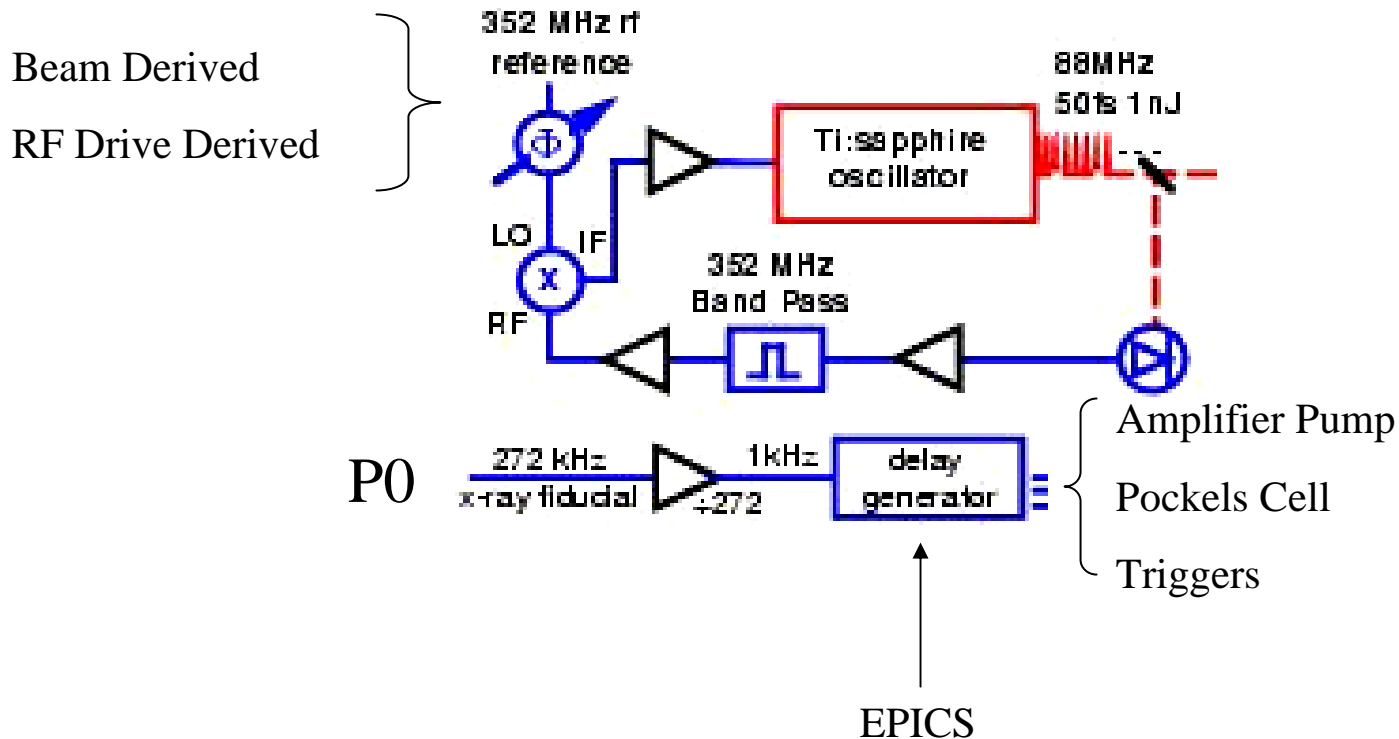 Beam Derived
RF Drive Derived
352 MHz rf
reference
Φ
LO
IF
X
RF
Ti:sapphire
oscillator
88MHz
50fs 1nJ
352 MHz
Band Pass
P0
272 kHz
x-ray fiducial
÷272
1kHz
delay
generator
Amplifier Pump
Pockels Cell
Triggers
EPICS